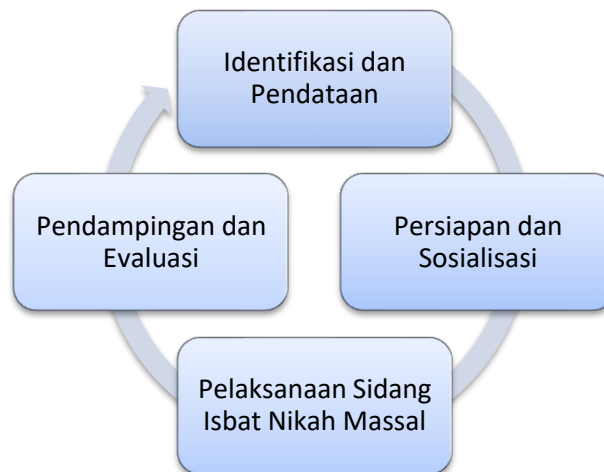 Identifikasi dan
Pendataan
Persiapan dan
Sosialisasi
Pelaksanaan Sidang
Isbat Nikah Massal
Pendampingan dan
Evaluasi